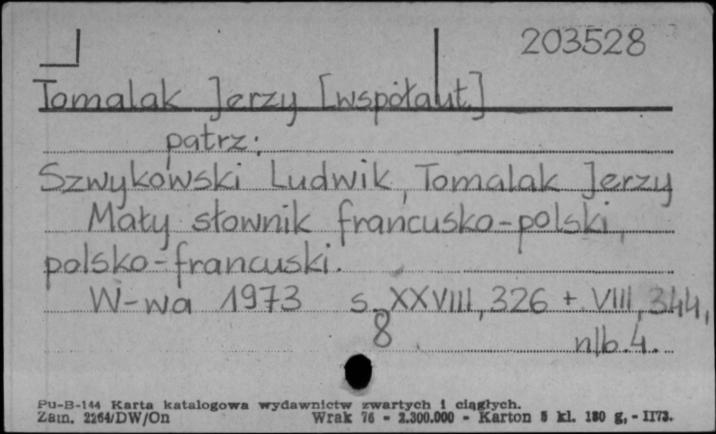 203528
Tomalak Jerzy [współaut.]
patrz:
Szwykowski Ludwik, Tomalak Jerzy
Mały słownik francusko-polski,
polsko-francuski.
W-wa 1973 s. XXVIII, 326 + VIII, 344,
8 nlb. 4.
Pu-B-144 Karta katalogowa wydawnictw zwartych i ciągłych.
Zam. 2264/DW/On Wrak 76 - 2.300.000 - Karton 5 kl. 180 g, - II73.